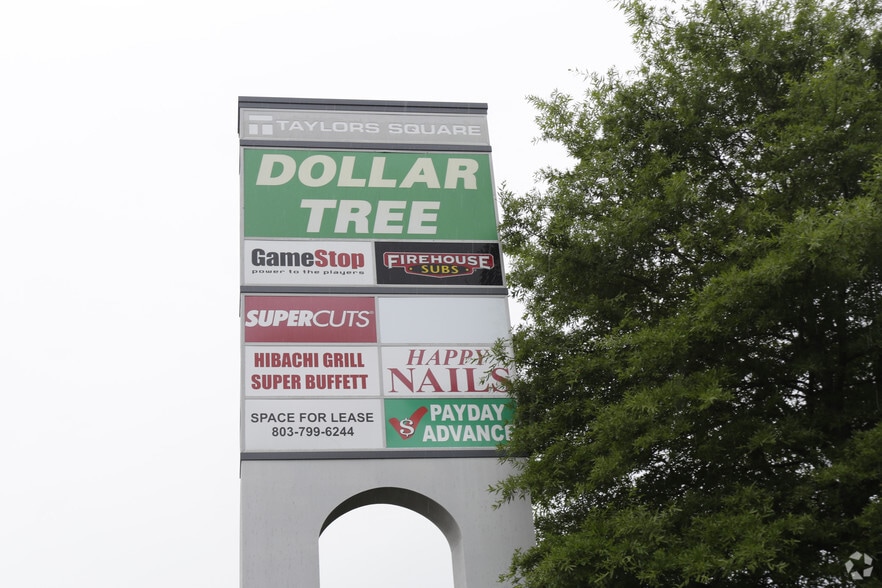 TAYLORS SQUARE
DOLLAR
TREE
GameStop
power to the players
FIREHOUSE
SUBS
SUPERCUTS
HIBACHI GRILL
SUPER BUFFETT
HAPPY
NAILS
SPACE FOR LEASE
803-799-6244
$ PAYDAY
ADVANCE